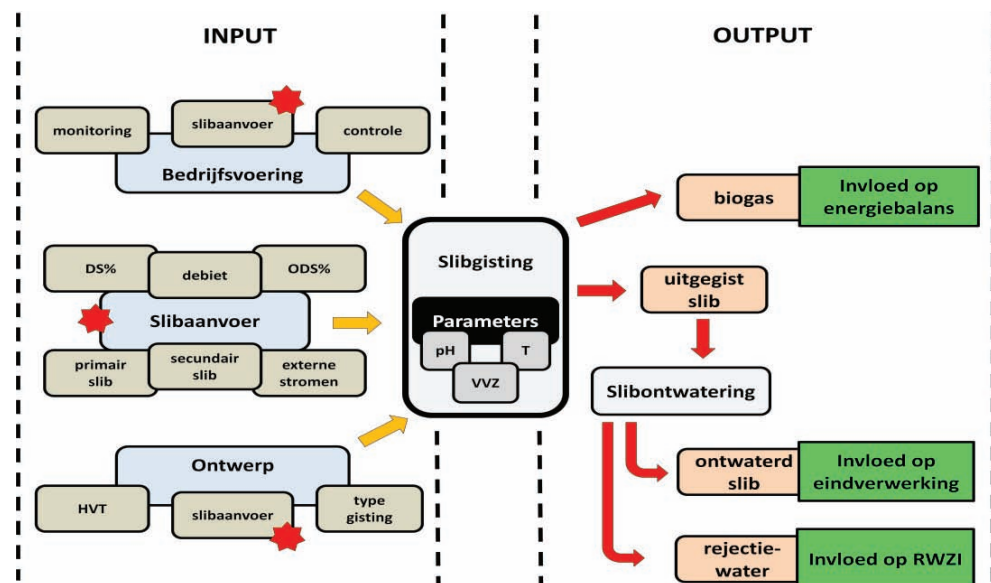 INPUT
OUTPUT
monitoring
slibaanvoer
controle
Bedrijfsvoering
DS%
debiet
ODS%
Slibaanvoer
primair
slib
secundair
slib
externe
stromen
Ontwerp
HVT
slibaanvoer
type
gisting
Slibgisting
Parameters
pH
T
VVZ
biogas
Invloed op
energiebalans
uitgegist
slib
Slibontwatering
ontwaterd
slib
Invloed op
eindverwerking
rejectie-
water
Invloed op RWZI